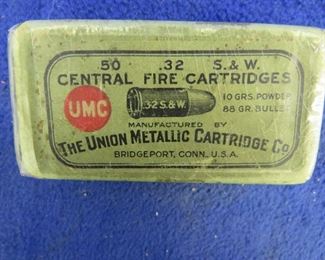 50 .32 S.& W.
CENTRAL FIRE CARTRIDGES
UMC
.32 S.& W.
10 GRS. POWDER
88 GR. BULLET
MANUFACTURED BY
THE UNION METALLIC CARTRIDGE CO
BRIDGEPORT, CONN., U.S.A.